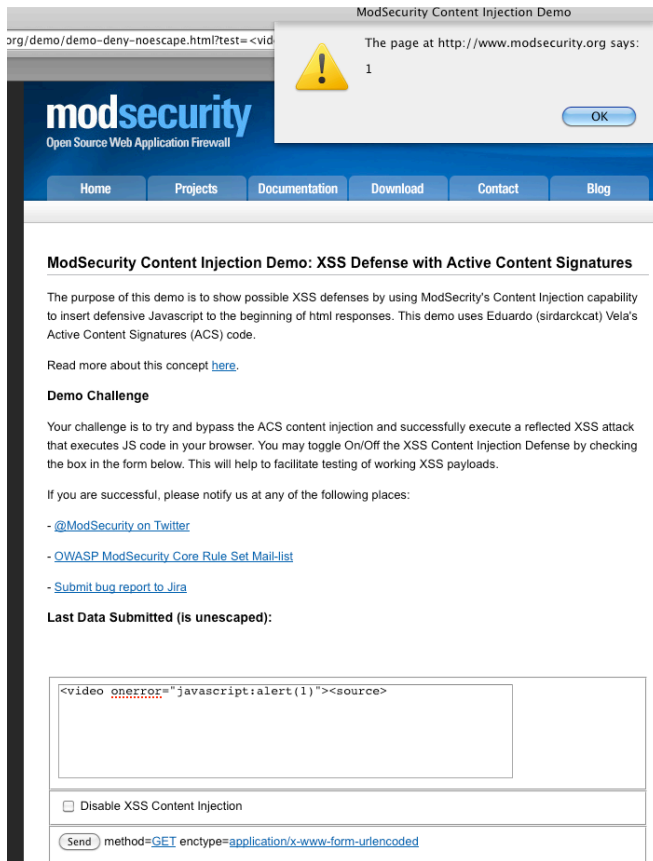 ModSecurity Content Injection Demo
org/demo/demo-deny-noescape.html?test=<vid
The page at http://www.modsecurity.org says:
1
OK
modsecurity
Open Source Web Application Firewall
Home Projects Documentation Download Contact Blog
ModSecurity Content Injection Demo: XSS Defense with Active Content Signatures
The purpose of this demo is to show possible XSS defenses by using ModSecrity's Content Injection capability
to insert defensive Javascript to the beginning of html responses. This demo uses Eduardo (sirdarckcat) Vela's
Active Content Signatures (ACS) code.
Read more about this concept here.
Demo Challenge
Your challenge is to try and bypass the ACS content injection and successfully execute a reflected XSS attack
that executes JS code in your browser. You may toggle On/Off the XSS Content Injection Defense by checking
the box in the form below. This will help to facilitate testing of working XSS payloads.
If you are successful, please notify us at any of the following places:
- @ModSecurity on Twitter
- OWASP ModSecurity Core Rule Set Mail-list
- Submit bug report to Jira
Last Data Submitted (is unescaped):
<video onerror="javascript:alert(1)"><source>
Disable XSS Content Injection
Send method=GET enctype=application/x-www-form-urlencoded